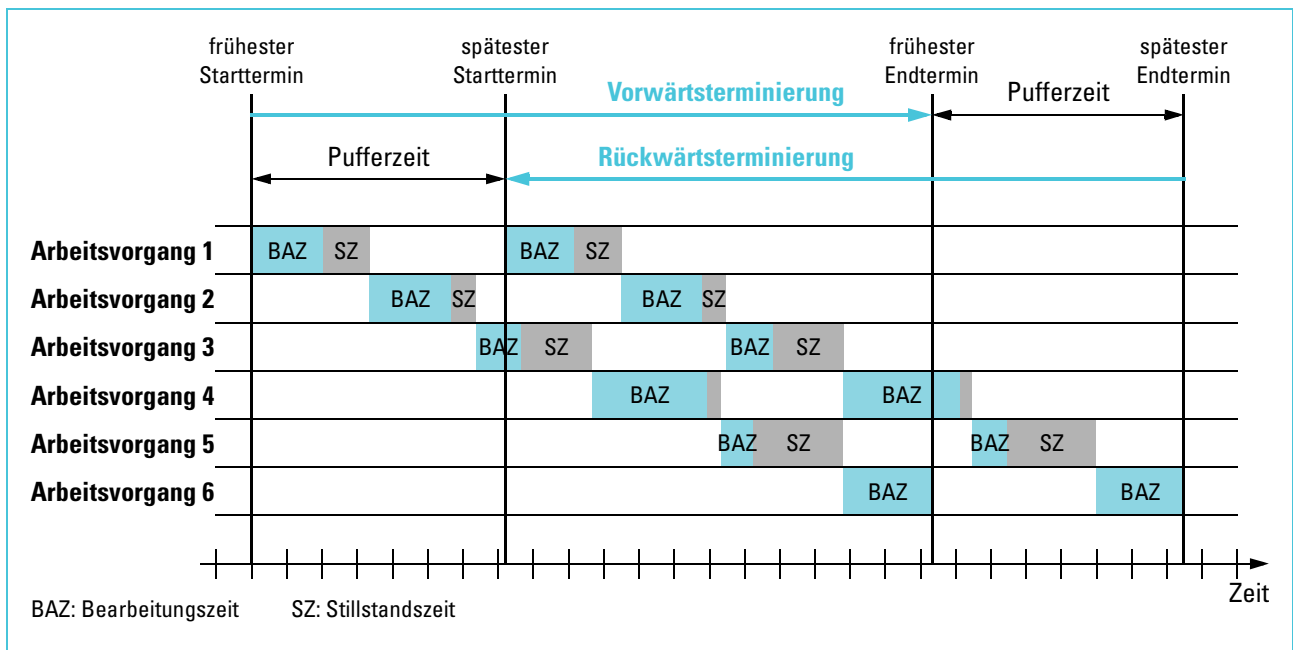 frühester
Starttermin
spätester
Starttermin
frühester
Endtermin
spätester
Endtermin
Vorwärtsterminierung
Pufferzeit
Pufferzeit
Rückwärtsterminierung
Arbeitsvorgang 1 BAZ SZ BAZ SZ
Arbeitsvorgang 2 BAZ SZ BAZ SZ
Arbeitsvorgang 3 BAZ SZ BAZ SZ
Arbeitsvorgang 4 BAZ BAZ
Arbeitsvorgang 5 BAZ SZ BAZ SZ
Arbeitsvorgang 6 BAZ BAZ
Zeit
BAZ: Bearbeitungszeit SZ: Stillstandszeit